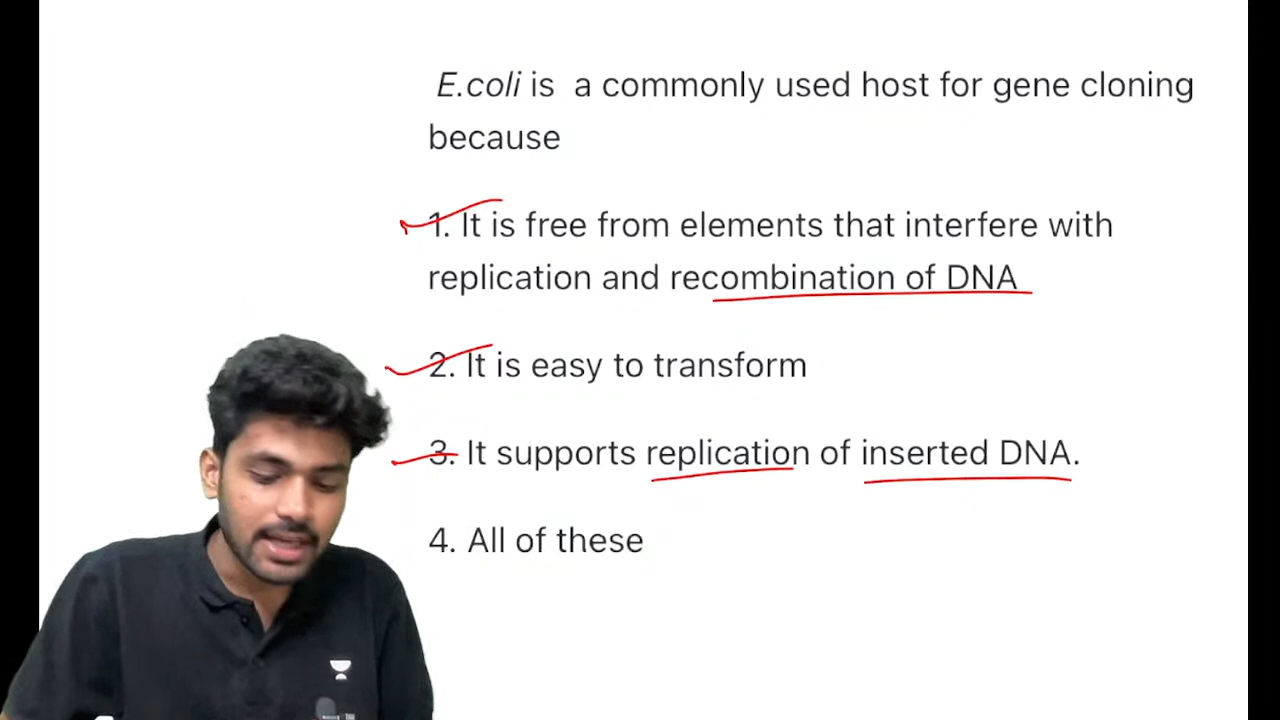 E.coli is a commonly used host for gene cloning
because
1. It is free from elements that interfere with
replication and recombination of DNA
2. It is easy to transform
3. It supports replication of inserted DNA.
4. All of these